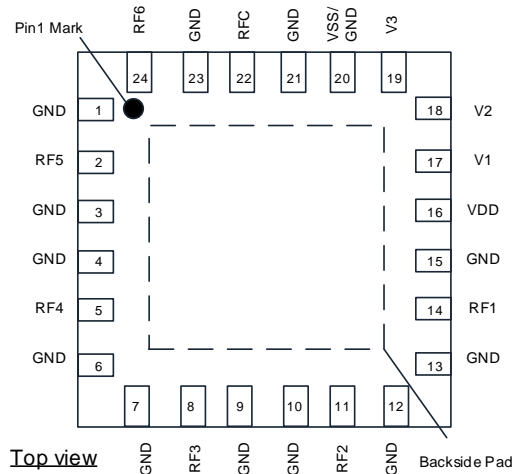 RF6
GND
RFC
GND
VSS/
GND
V3
Pin1 Mark
24
23
22
21
20
19
GND
1
18
V2
RF5
2
17
V1
GND
3
16
VDD
GND
4
15
GND
RF4
5
14
RF1
GND
6
13
GND
7
8
9
10
11
12
GND
RF3
GND
GND
RF2
GND
Top view
Backside Pad